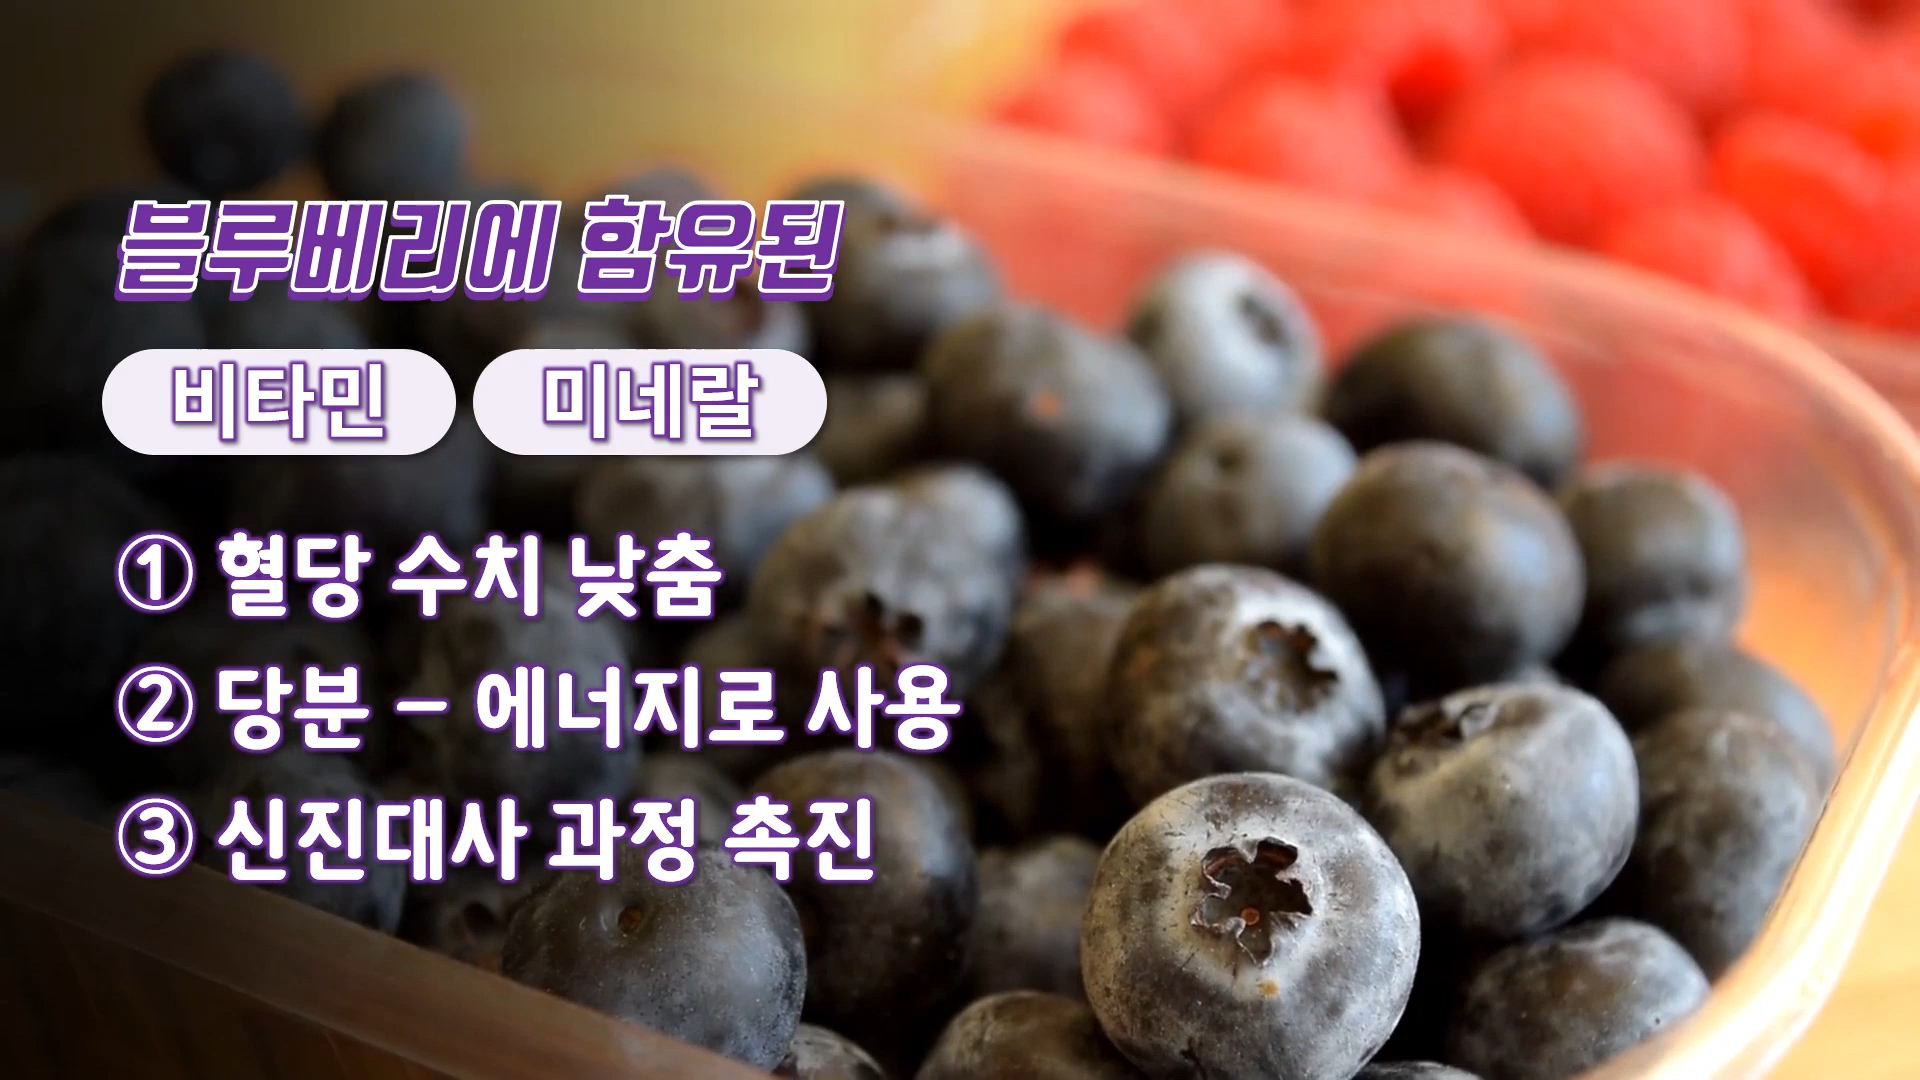 블루베리에 함유된
비타민 미네랄
① 혈당 수치 낮춤
② 당분 – 에너지로 사용
③ 신진대사 과정 촉진